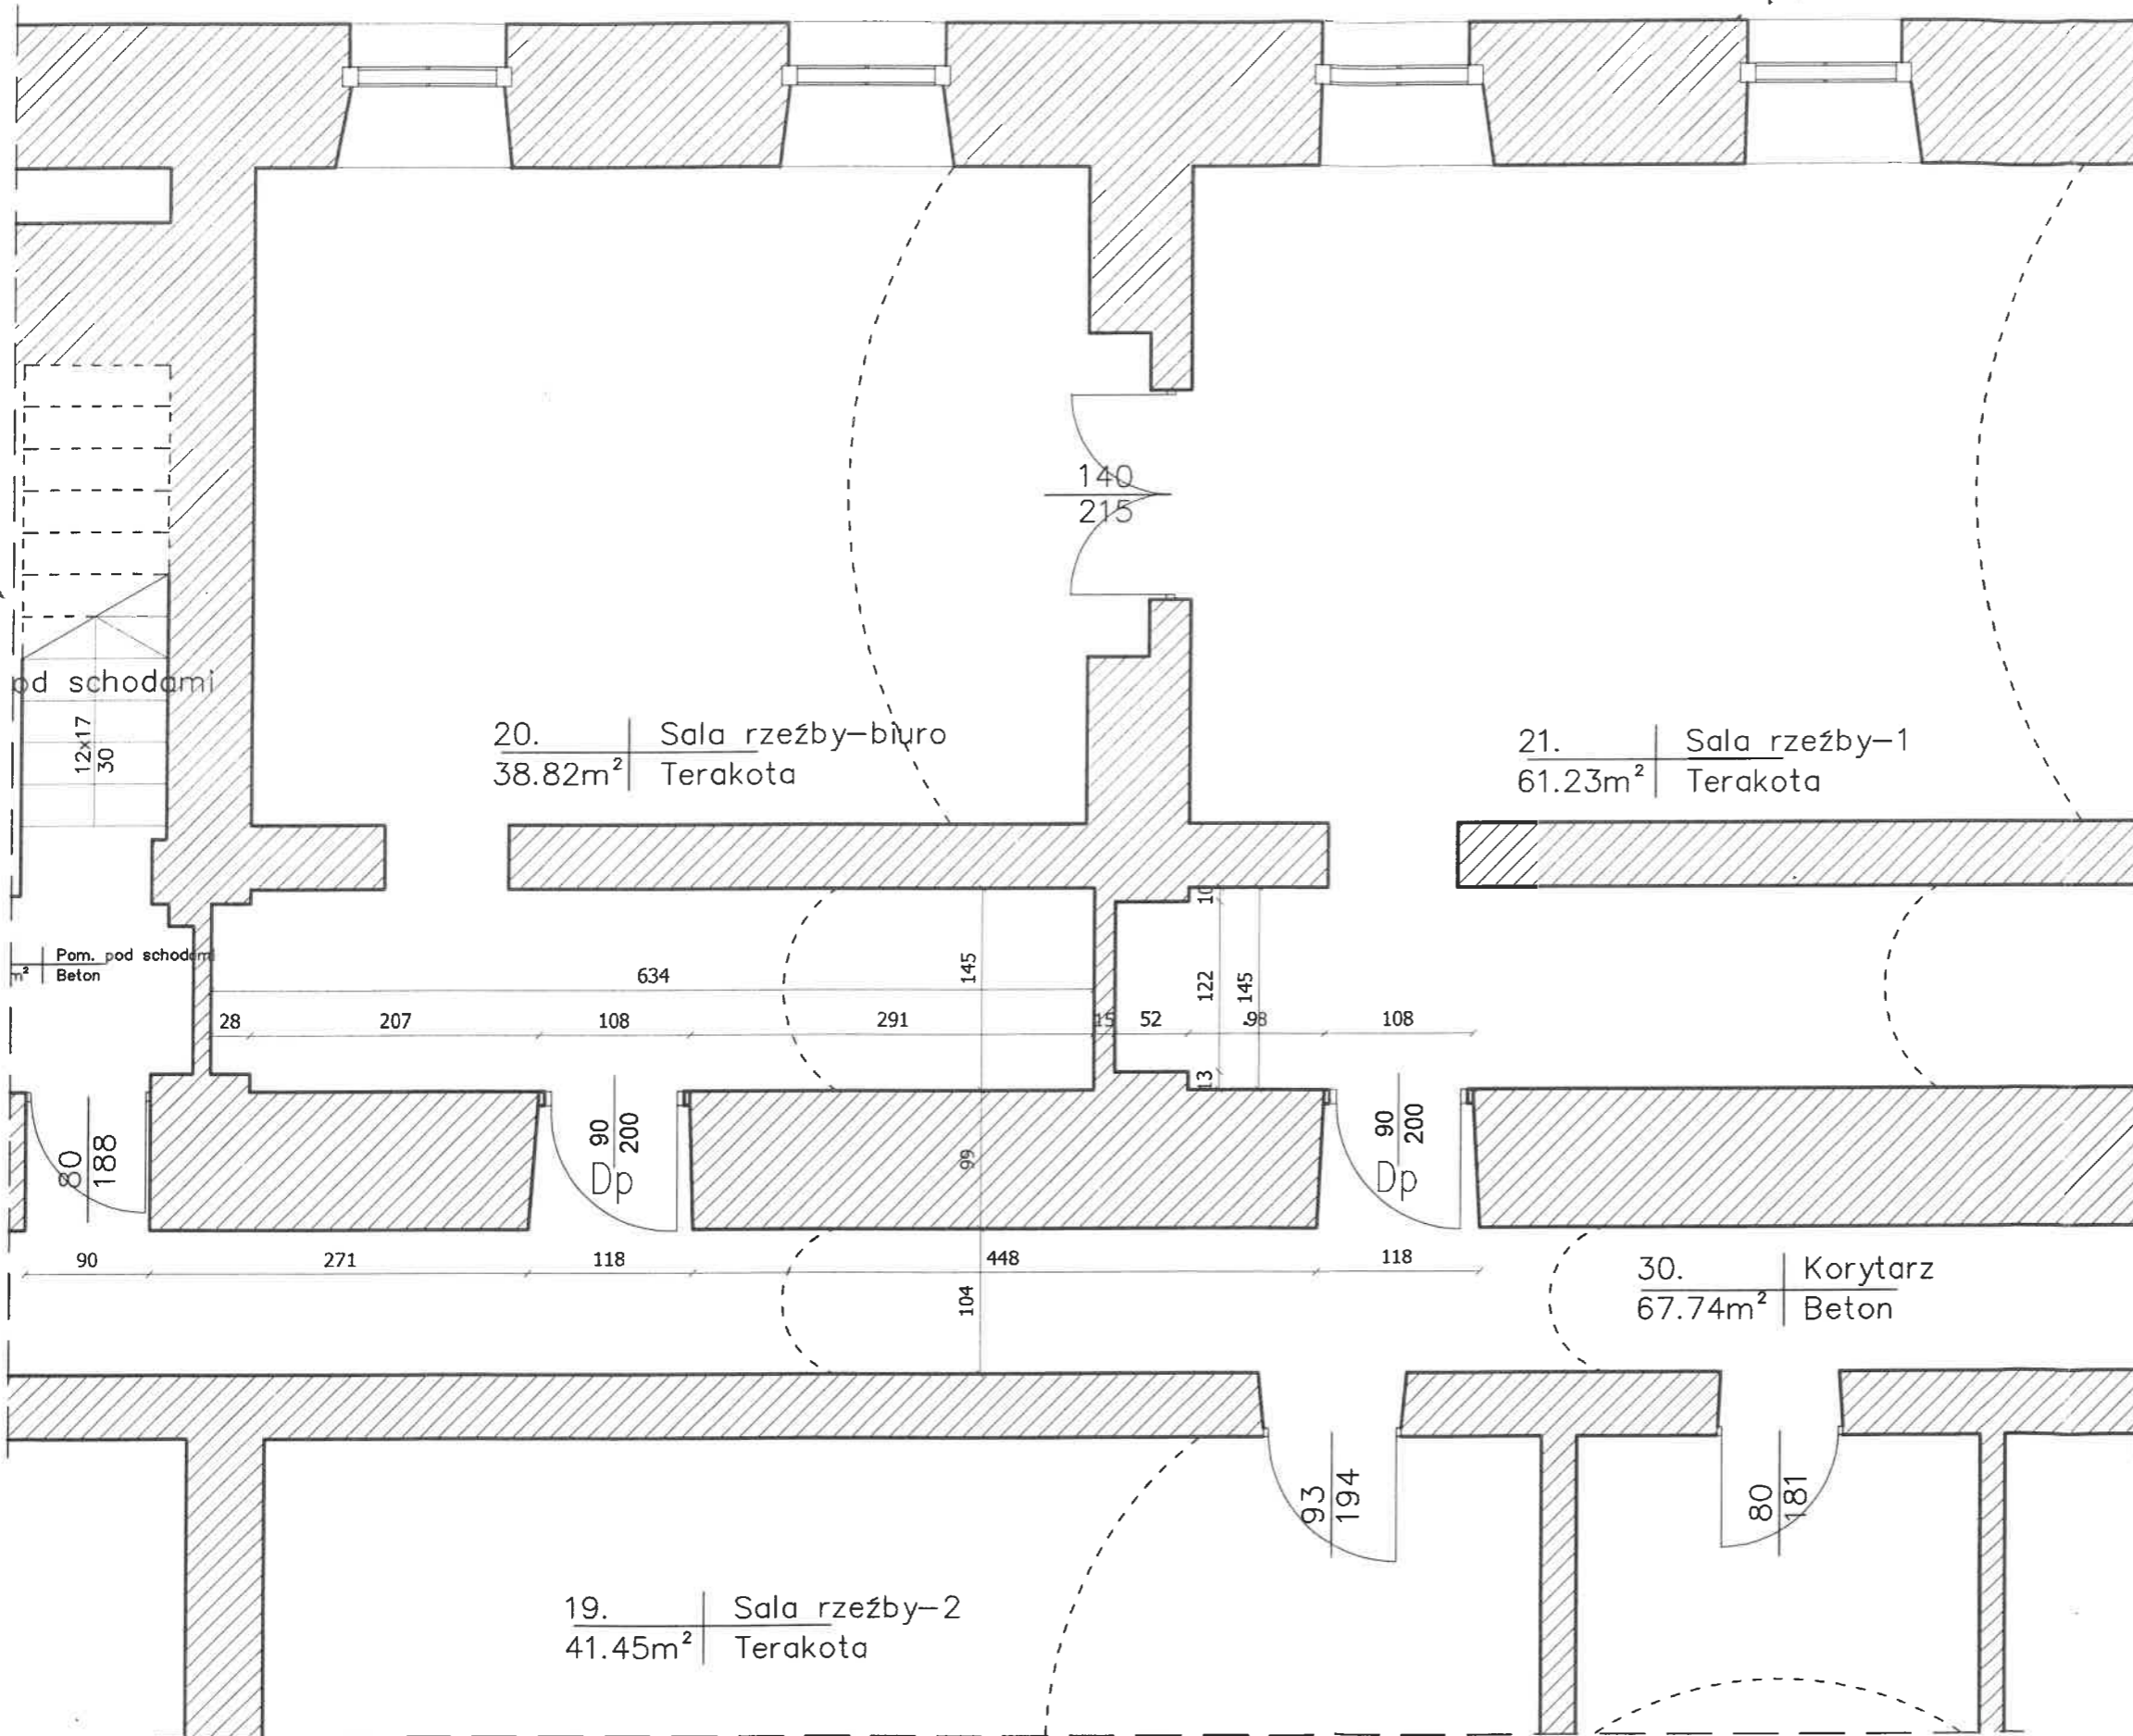 140
215
od schodami
12x17
30
20. Sala rzeźby-biuro
38.82m² Terakota
21. Sala rzeźby-1
61.23m² Terakota
Pom. pod schodami
m² Beton
10
634
145
122
145
28 207 108 291 15 52 98 108
13
80
188
90
200
Dp
90
200
Dp
99
90 271 118 448 118
104
30. Korytarz
67.74m² Beton
93
194
80
181
19. Sala rzeźby-2
41.45m² Terakota